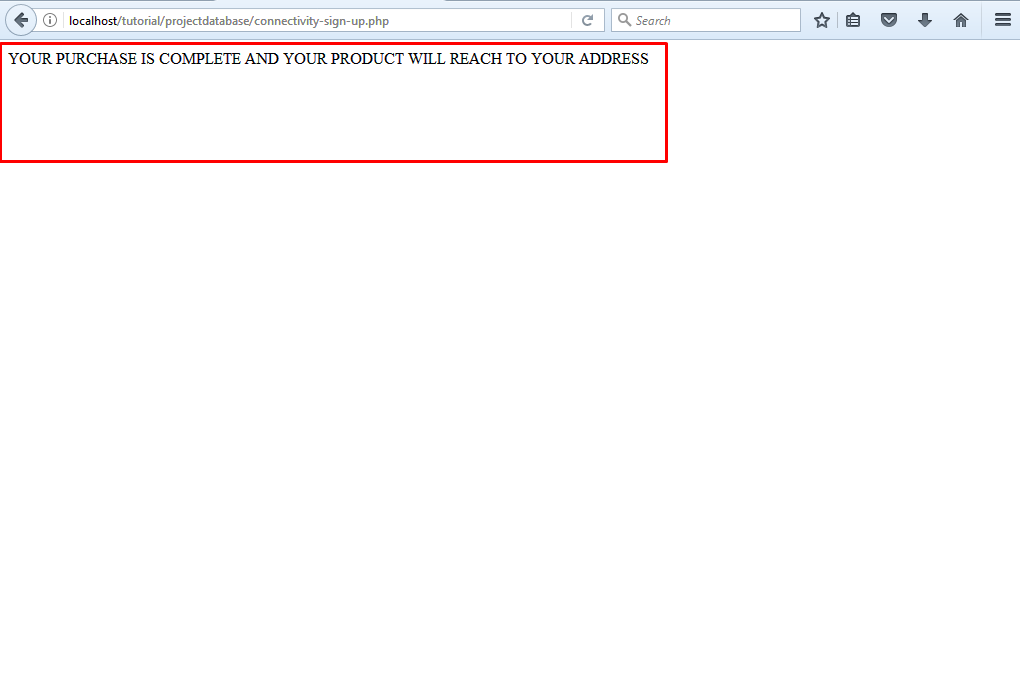 localhost/tutorial/projectdatabase/connectivity-sign-up.php
Search
YOUR PURCHASE IS COMPLETE AND YOUR PRODUCT WILL REACH TO YOUR ADDRESS